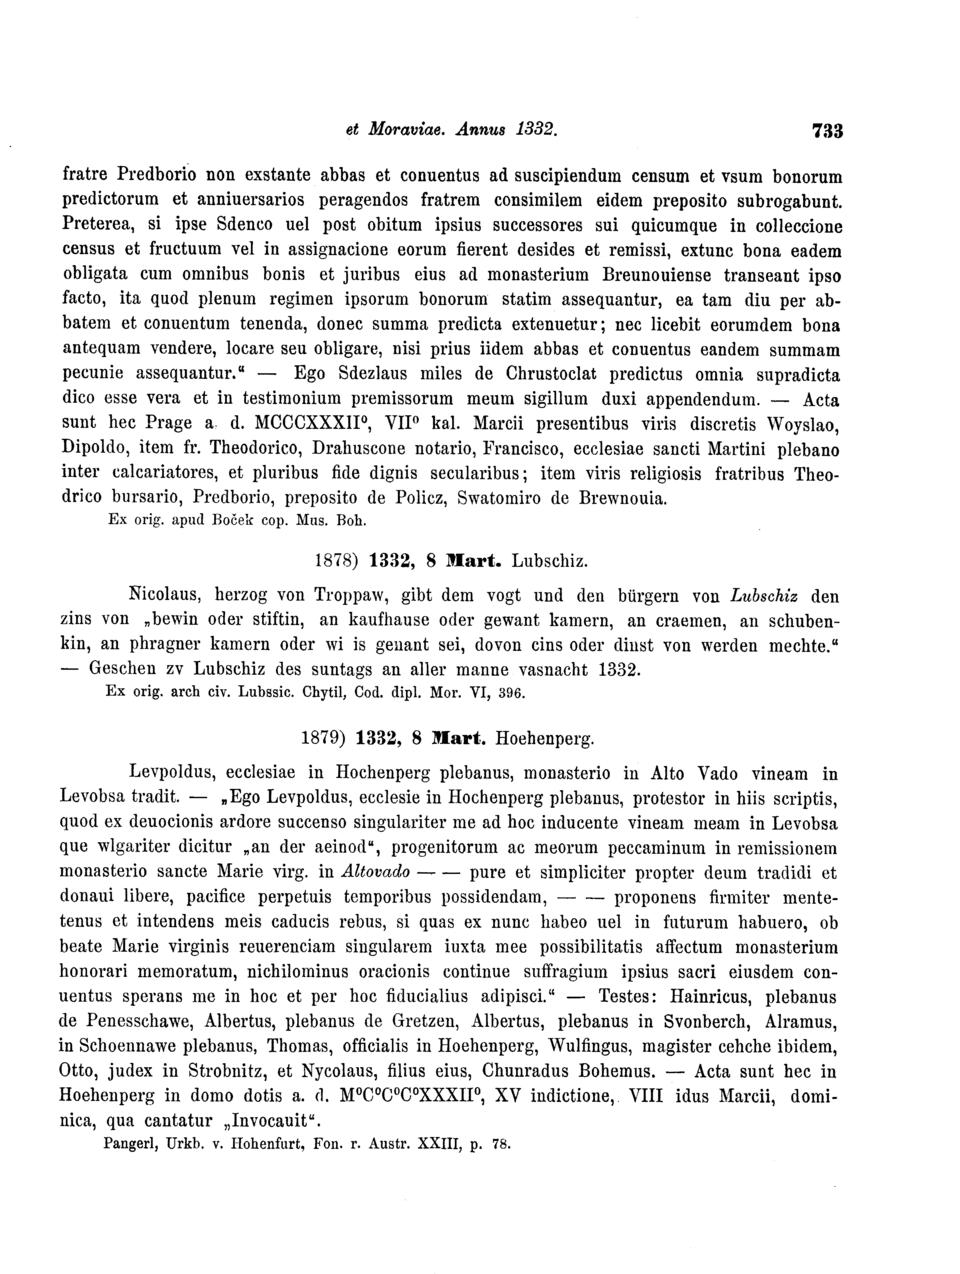 et Moraviae. Annus 1332. 733
fratre Predborio non exstante abbas et conuentus ad suscipiendum censum et vsum bonorum
predictorum et anniuersarios peragendos fratrem consimilem eidem preposito subrogabunt.
Preterea, si ipse Sdenco uel post obitum ipsius successores sui quicumque in colleccione
census et fructuum vel in assignacione eorum fierent desides et remissi, extunc bona eadem
obligata cum omnibus bonis et juribus eius ad monasterium Breunouiense transeant ipso
facto, ita quod plenum regimen ipsorum bonorum statim assequantur, ea tam diu per ab-
batem et conuentum tenenda, donec summa predicta extenuetur; nec licebit eorumdem bona
antequam vendere, locare seu obligare, nisi prius iidem abbas et conuentus eandem summam
pecunie assequantur.“ — Ego Sdezlaus miles de Chrustoclat predictus omnia supradicta
dico esse vera et in testimonium premissorum meum sigillum duxi appendendum. — Acta
sunt hec Prage a. d. MCCCXXXII⁰, VII⁰ kal. Marcii presentibus viris discretis Woyslao,
Dipoldo, item fr. Theodorico, Drahuscone notario, Francisco, ecclesiae sancti Martini plebano
inter calcariatores, et pluribus fide dignis secularibus; item viris religiosis fratribus Theo-
drico bursario, Predborio, preposito de Policz, Swatomiro de Brewnouia.
Ex orig. apud Boček cop. Mus. Boh.
1878) 1332, 8 Mart. Lubschiz.
Nicolaus, herzog von Troppaw, gibt dem vogt und den bürgern von Lubschiz den
zins von „bewin oder stiftin, an kaufhause oder gewant kamern, an craemen, an schuben-
kin, an phragner kamern oder wi is genant sei, dovon cins oder dinst von werden mechte.“
— Geschen zv Lubschiz des suntags an aller manne vasnacht 1332.
Ex orig. arch civ. Lubssic. Chytil, Cod. dipl. Mor. VI, 396.
1879) 1332, 8 Mart. Hoehenperg.
Levpoldus, ecclesiae in Hochenperg plebanus, monasterio in Alto Vado vineam in
Levobsa tradit. — „Ego Levpoldus, ecclesie in Hochenperg plebanus, protestor in hiis scriptis,
quod ex deuocionis ardore succenso singulariter me ad hoc inducente vineam meam in Levobsa
que wlgariter dicitur „an der aeinod“, progenitorum ac meorum peccaminum in remissionem
monasterio sancte Marie virg. in Altovado — — pure et simpliciter propter deum tradidi et
donaui libere, pacifice perpetuis temporibus possidendam, — — proponens firmiter mente-
tenus et intendens meis caducis rebus, si quas ex nunc habeo uel in futurum habuero, ob
beate Marie virginis reuerenciam singularem iuxta mee possibilitatis affectum monasterium
honorari memoratum, nichilominus oracionis continue suffragium ipsius sacri eiusdem con-
uentus sperans me in hoc et per hoc fiducialius adipisci.“ — Testes: Hainricus, plebanus
de Penesschawe, Albertus, plebanus de Gretzen, Albertus, plebanus in Svonberch, Alramus,
in Schoennawe plebanus, Thomas, officialis in Hoehenperg, Wulfingus, magister cehche ibidem,
Otto, judex in Strobnitz, et Nycolaus, filius eius, Chunradus Bohemus. — Acta sunt hec in
Hoehenperg in domo dotis a. d. M⁰C⁰C⁰C⁰XXXII⁰, XV indictione, VIII idus Marcii, domi-
nica, qua cantatur „Invocauit“.
Pangerl, Urkb. v. Hohenfurt, Fon. r. Austr. XXIII, p. 78.